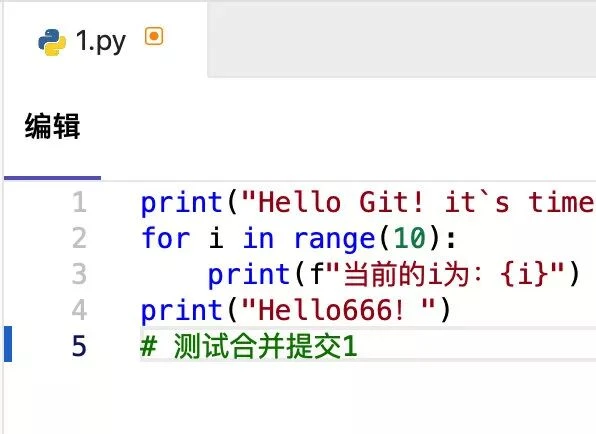 1.py
编辑
1 print("Hello Git! it`s time
2 for i in range(10):
3     print(f"当前的i为：{i}")
4 print("Hello666！")
5 # 测试合并提交1